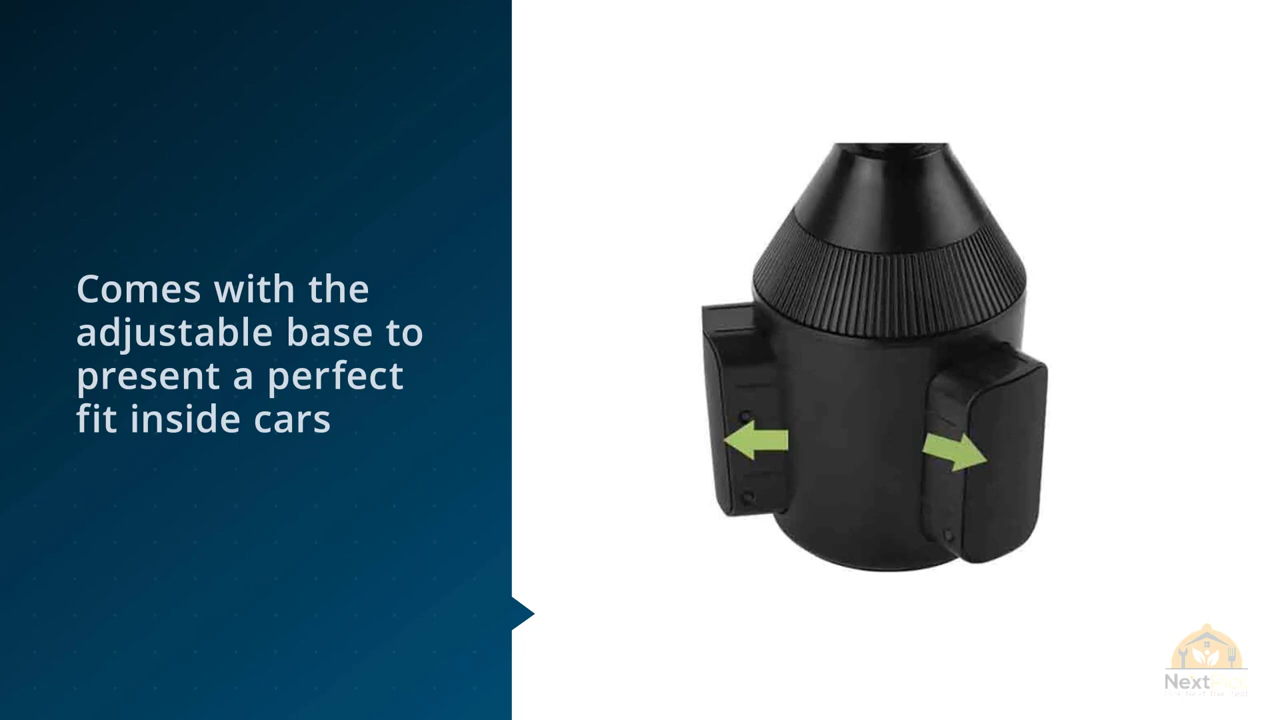 Comes with the
adjustable base to
present a perfect
fit inside cars
Next